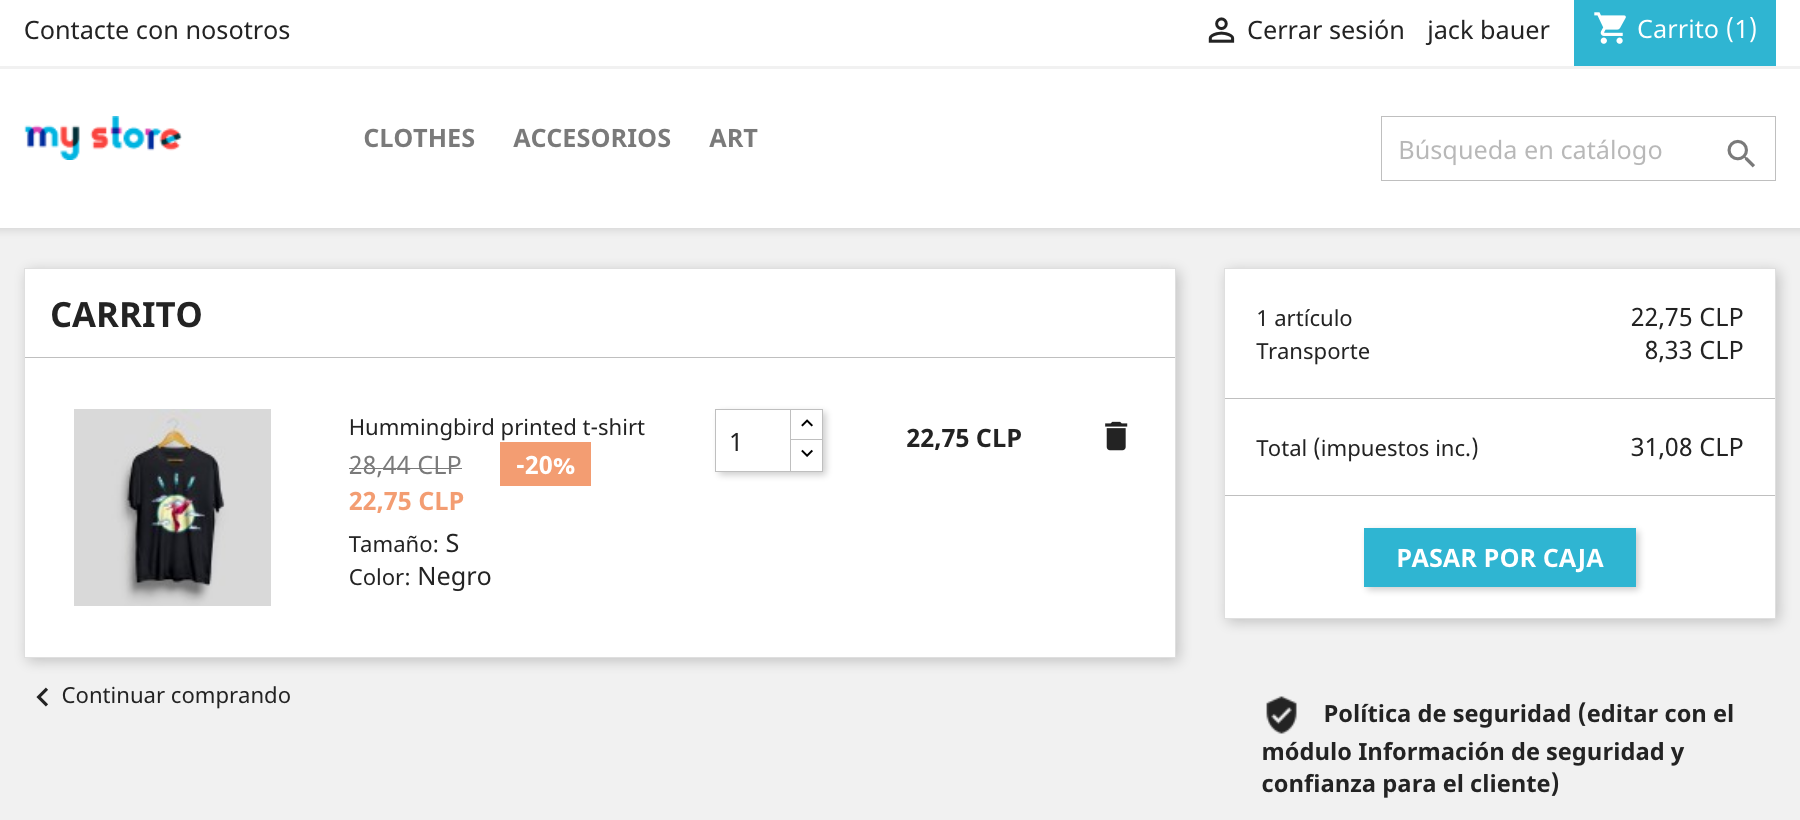 Contacte con nosotros
Cerrar sesión jack bauer Carrito (1)
my store
CLOTHES ACCESORIOS ART
Búsqueda en catálogo
CARRITO
Hummingbird printed t-shirt
28,44 CLP -20%
22,75 CLP
Tamaño: S
Color: Negro
1
22,75 CLP
Continuar comprando
1 artículo 22,75 CLP
Transporte 8,33 CLP
Total (impuestos inc.) 31,08 CLP
PASAR POR CAJA
Política de seguridad (editar con el
módulo Información de seguridad y
confianza para el cliente)